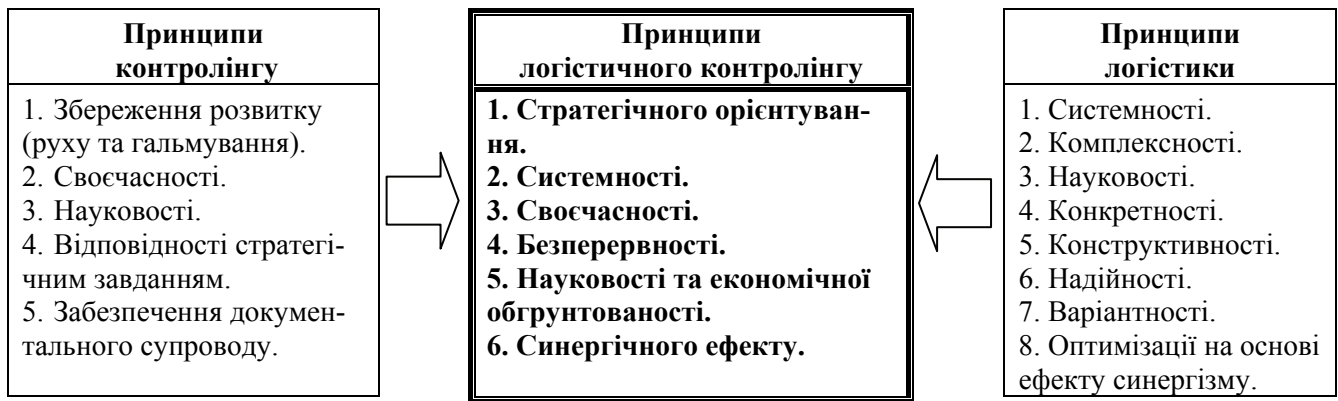 Принципи
контролінгу
1. Збереження розвитку
(руху та гальмування).
2. Своєчасності.
3. Науковості.
4. Відповідності стратегі-
чним завданням.
5. Забезпечення докумен-
тального супроводу.
Принципи
логістичного контролінгу
1. Стратегічного орієнтуван-
ня.
2. Системності.
3. Своєчасності.
4. Безперервності.
5. Науковості та економічної
обгрунтованості.
6. Синергічного ефекту.
Принципи
логістики
1. Системності.
2. Комплексності.
3. Науковості.
4. Конкретності.
5. Конструктивності.
6. Надійності.
7. Варіантності.
8. Оптимізації на основі
ефекту синергізму.